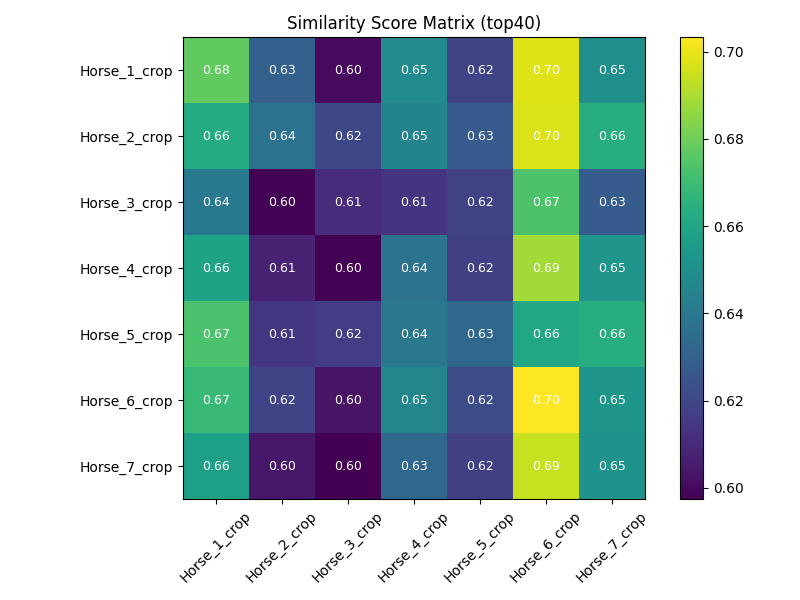 Similarity Score Matrix (top40)
Horse_1_crop 0.68 0.63 0.60 0.65 0.62 0.70 0.65
Horse_2_crop 0.66 0.64 0.62 0.65 0.63 0.70 0.66
Horse_3_crop 0.64 0.60 0.61 0.61 0.62 0.67 0.63
Horse_4_crop 0.66 0.61 0.60 0.64 0.62 0.69 0.65
Horse_5_crop 0.67 0.61 0.62 0.64 0.63 0.66 0.66
Horse_6_crop 0.67 0.62 0.60 0.65 0.62 0.70 0.65
Horse_7_crop 0.66 0.60 0.60 0.63 0.62 0.69 0.65
Horse_1_crop Horse_2_crop Horse_3_crop Horse_4_crop Horse_5_crop Horse_6_crop Horse_7_crop
0.70
0.68
0.66
0.64
0.62
0.60